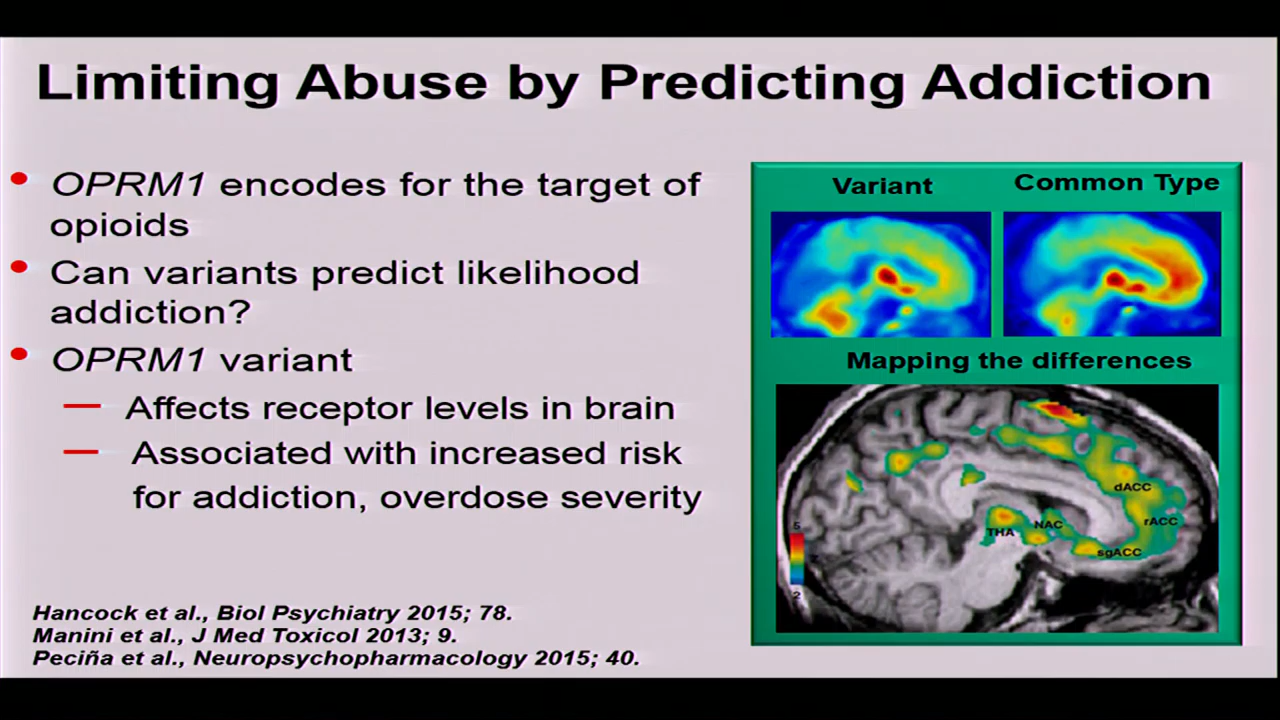 Limiting Abuse by Predicting Addiction
• OPRM1 encodes for the target of
opioids
• Can variants predict likelihood
addiction?
• OPRM1 variant
— Affects receptor levels in brain
— Associated with increased risk
for addiction, overdose severity
Hancock et al., Biol Psychiatry 2015; 78.
Manini et al., J Med Toxicol 2013; 9.
Peciña et al., Neuropsychopharmacology 2015; 40.
Variant
Common Type
Mapping the differences
dACC
rACC
NAC
THA
sgACC
5
Z
2